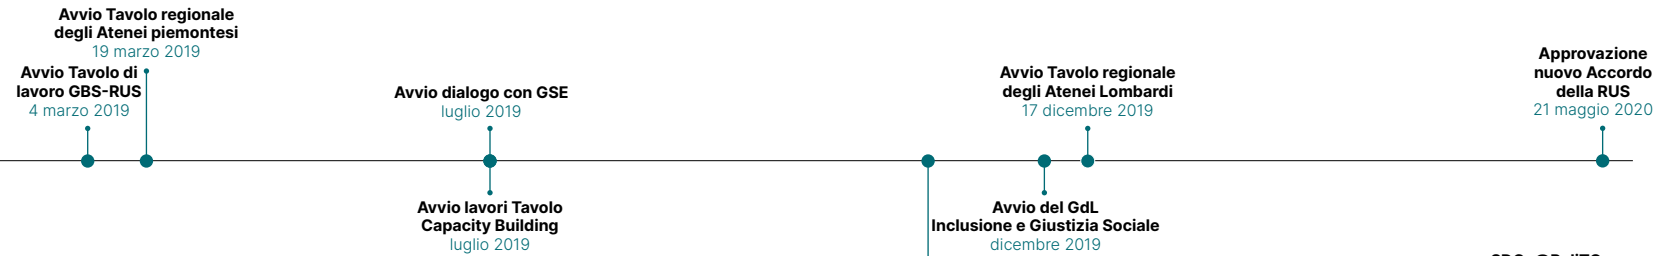 Avvio Tavolo regionale
degli Atenei piemontesi
19 marzo 2019
Avvio Tavolo di
lavoro GBS-RUS
4 marzo 2019
Avvio dialogo con GSE
luglio 2019
Avvio lavori Tavolo
Capacity Building
luglio 2019
Avvio del GdL
Inclusione e Giustizia Sociale
dicembre 2019
Avvio Tavolo regionale
degli Atenei Lombardi
17 dicembre 2019
Approvazione
nuovo Accordo
della RUS
21 maggio 2020